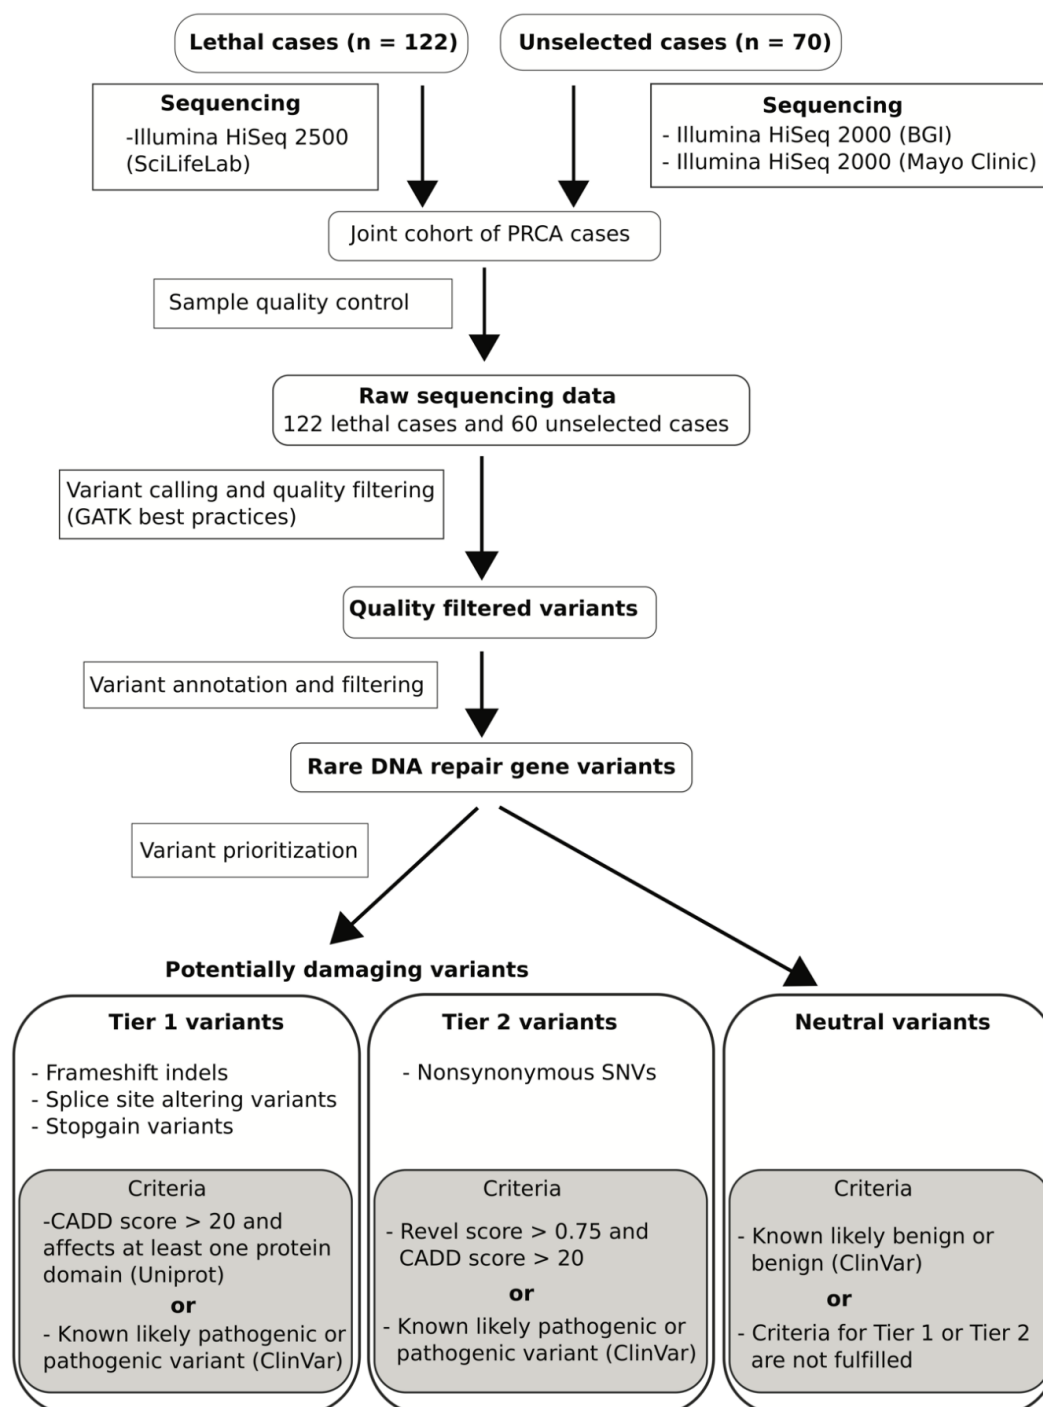 Lethal cases (n = 122)
Unselected cases (n = 70)
Sequencing
-Illumina HiSeq 2500
(SciLifeLab)
Sequencing
- Illumina HiSeq 2000 (BGI)
- Illumina HiSeq 2000 (Mayo Clinic)
Joint cohort of PRCA cases
Sample quality control
Raw sequencing data
122 lethal cases and 60 unselected cases
Variant calling and quality filtering
(GATK best practices)
Quality filtered variants
Variant annotation and filtering
Rare DNA repair gene variants
Variant prioritization
Potentially damaging variants
Tier 1 variants
- Frameshift indels
- Splice site altering variants
- Stopgain variants
Criteria
-CADD score > 20 and
affects at least one protein
domain (Uniprot)
or
- Known likely pathogenic or
pathogenic variant (ClinVar)
Tier 2 variants
- Nonsynonymous SNVs
Criteria
- Revel score > 0.75 and
CADD score > 20
or
- Known likely pathogenic or
pathogenic variant (ClinVar)
Neutral variants
Criteria
- Known likely benign or
benign (ClinVar)
or
- Criteria for Tier 1 or Tier 2
are not fulfilled